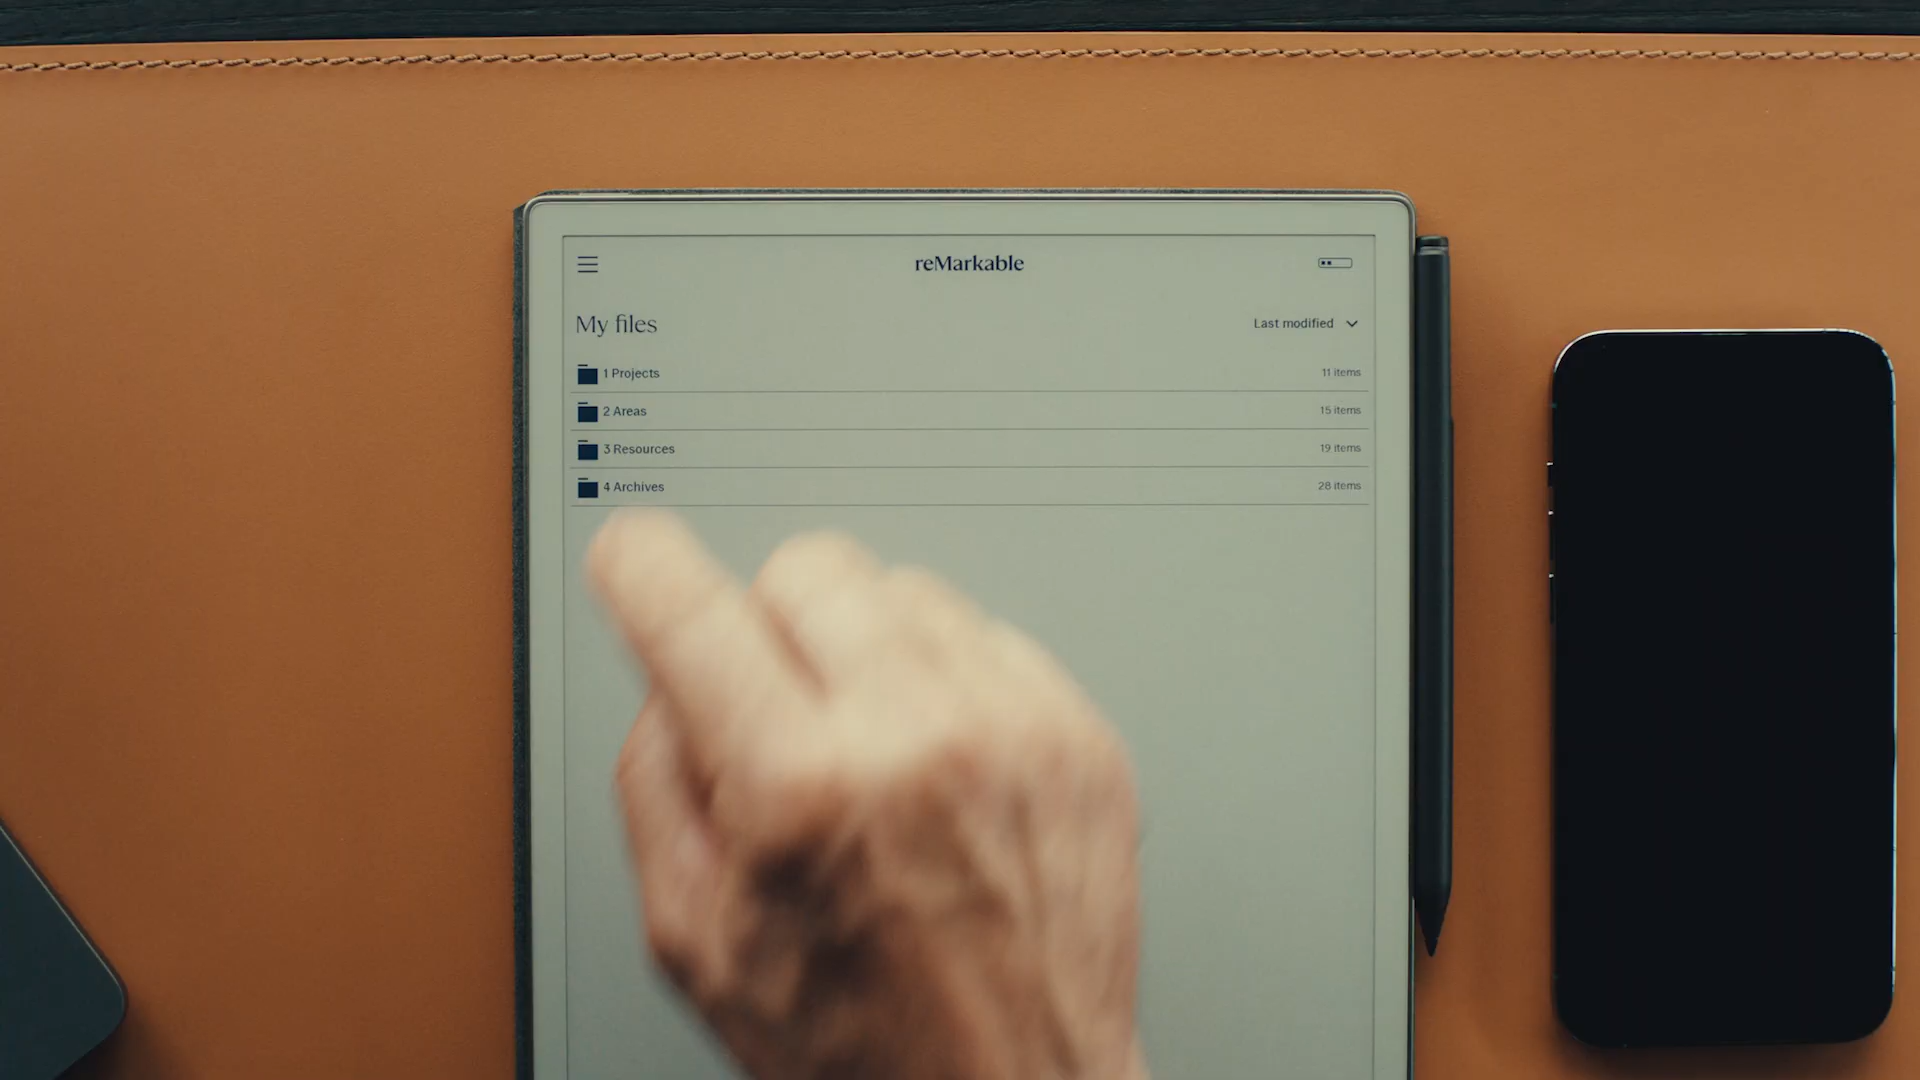 reMarkable
My files
Last modified
1 Projects 11 items
2 Areas 15 items
3 Resources 19 items
4 Archives 28 items